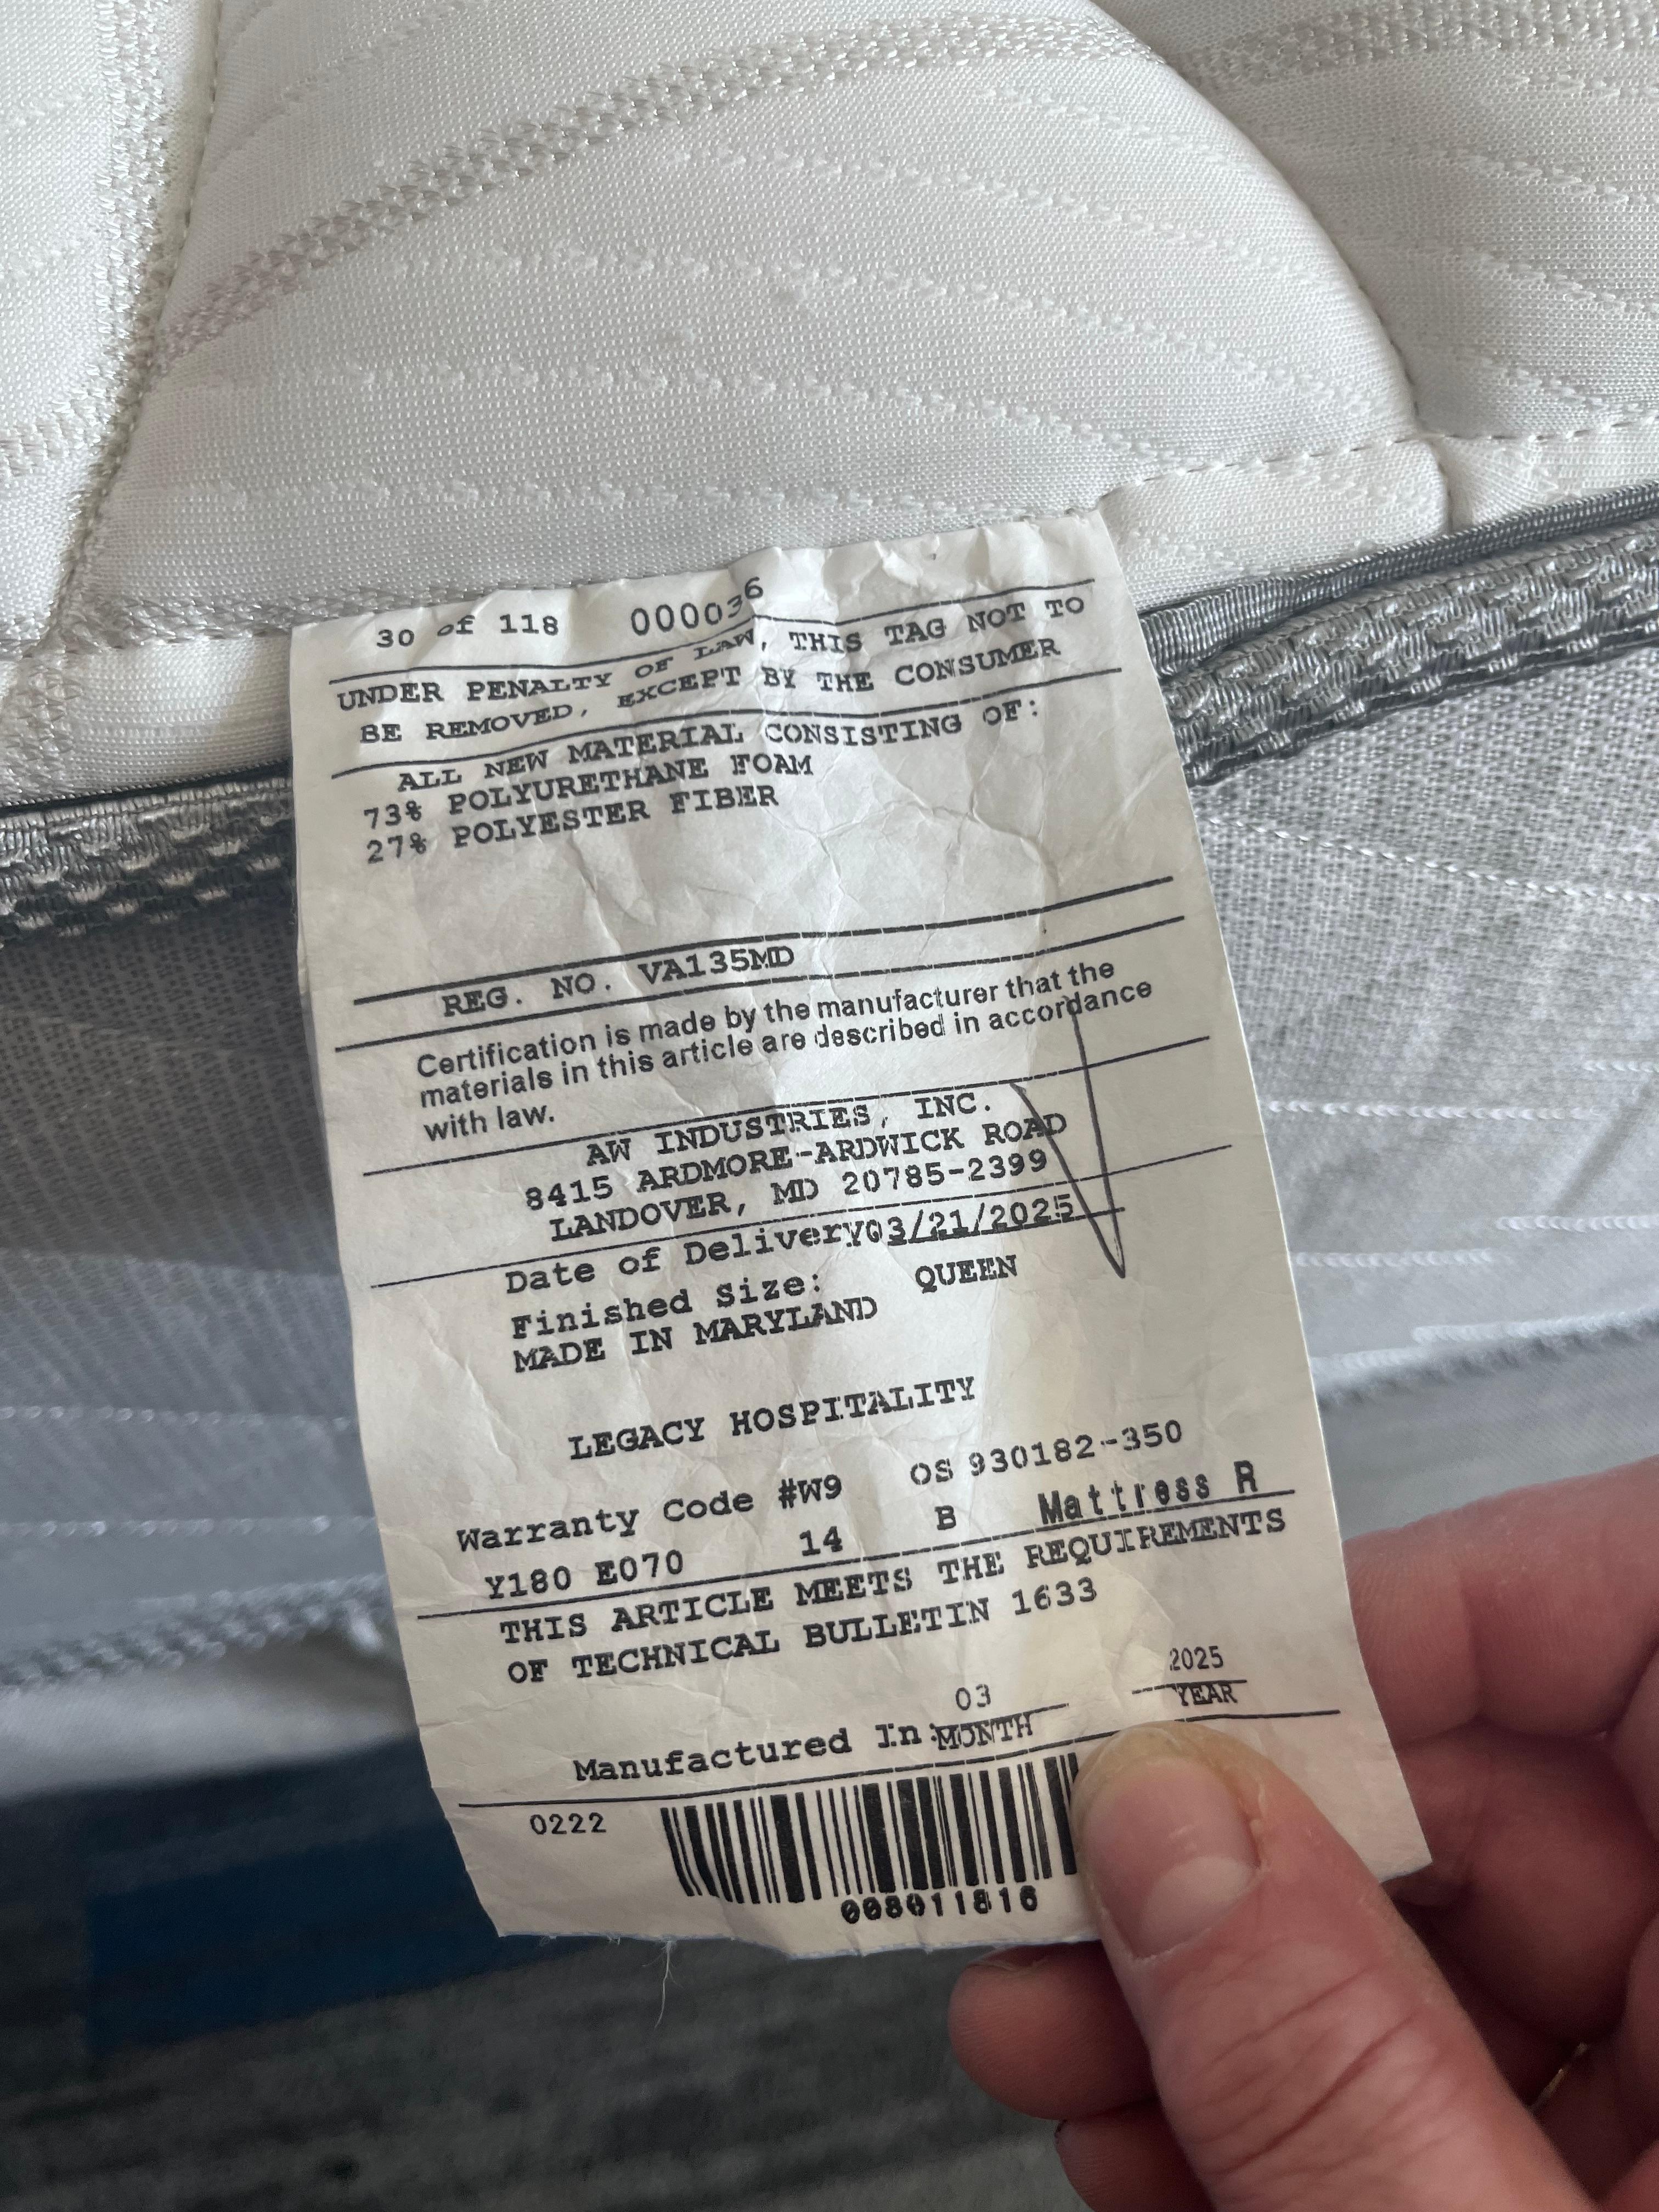 30 of 118 000036
UNDER PENALTY OF LAW, THIS TAG NOT TO
BE REMOVED, EXCEPT BY THE CONSUMER
ALL NEW MATERIAL CONSISTING OF:
73% POLYURETHANE FOAM
27% POLYESTER FIBER
REG. NO. VA135MD
Certification is made by the manufacturer that the
materials in this article are described in accordance
with law.
AW INDUSTRIES, INC.
8415 ARDMORE-ARDWICK ROAD
LANDOVER, MD 20785-2399
Date of Delivery03/21/2025
Finished Size: QUEEN
MADE IN MARYLAND
LEGACY HOSPITALITY
Warranty Code #W9 OS 930182-350
Y180 E070 14 B Mattress R
THIS ARTICLE MEETS THE REQUIREMENTS
OF TECHNICAL BULLETIN 1633
03 2025
Manufactured In:MONTH YEAR
0222
008011816